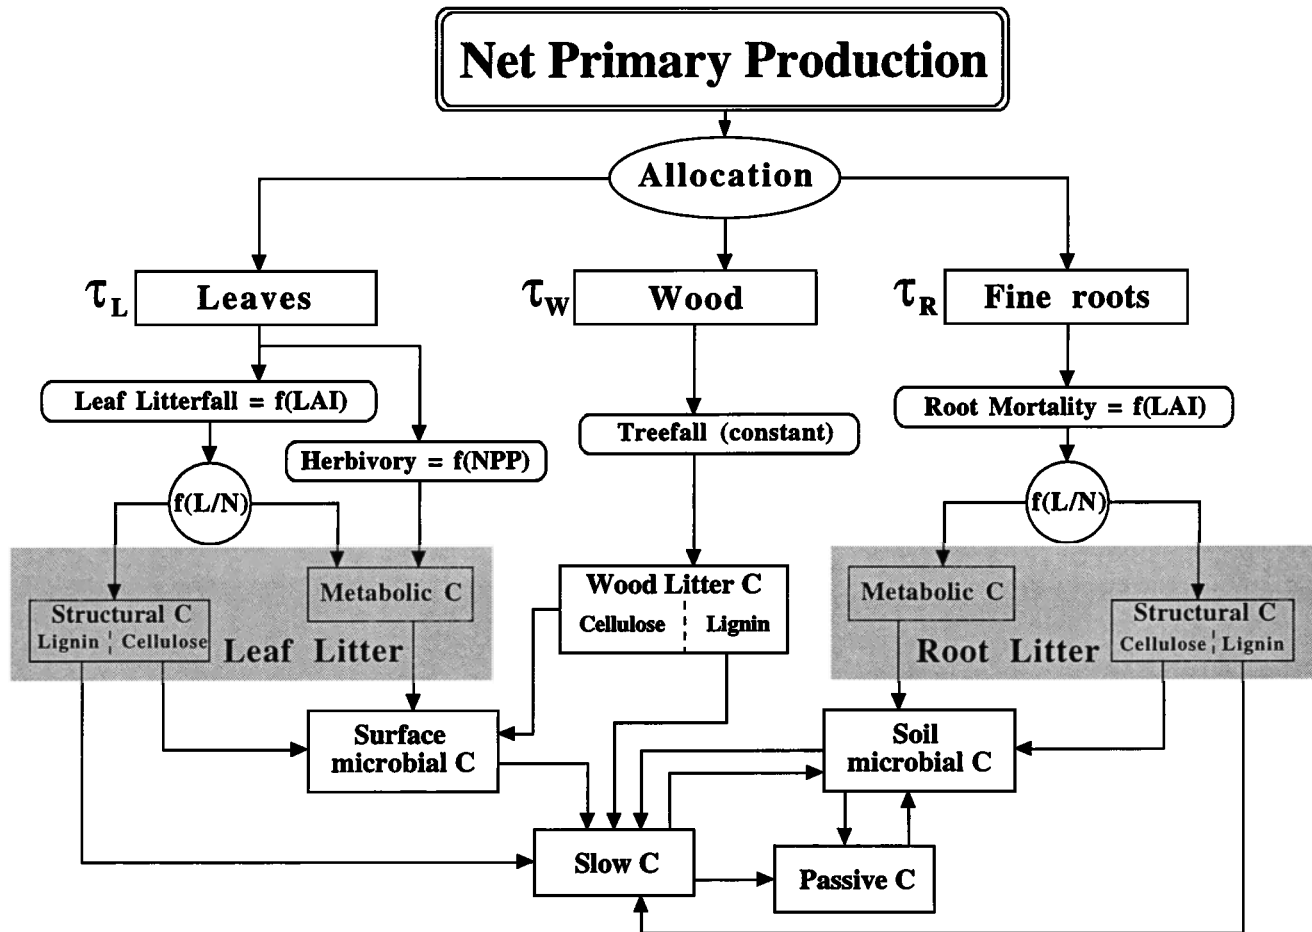 Net Primary Production
Allocation
τL Leaves
τW Wood
τR Fine roots
Leaf Litterfall = f(LAI)
Herbivory = f(NPP)
Treefall (constant)
Root Mortality = f(LAI)
f(L/N)
f(L/N)
Structural C
Lignin ¦ Cellulose
Metabolic C
Leaf Litter
Wood Litter C
Cellulose ¦ Lignin
Metabolic C
Structural C
Cellulose ¦ Lignin
Root Litter
Surface
microbial C
Soil
microbial C
Slow C
Passive C